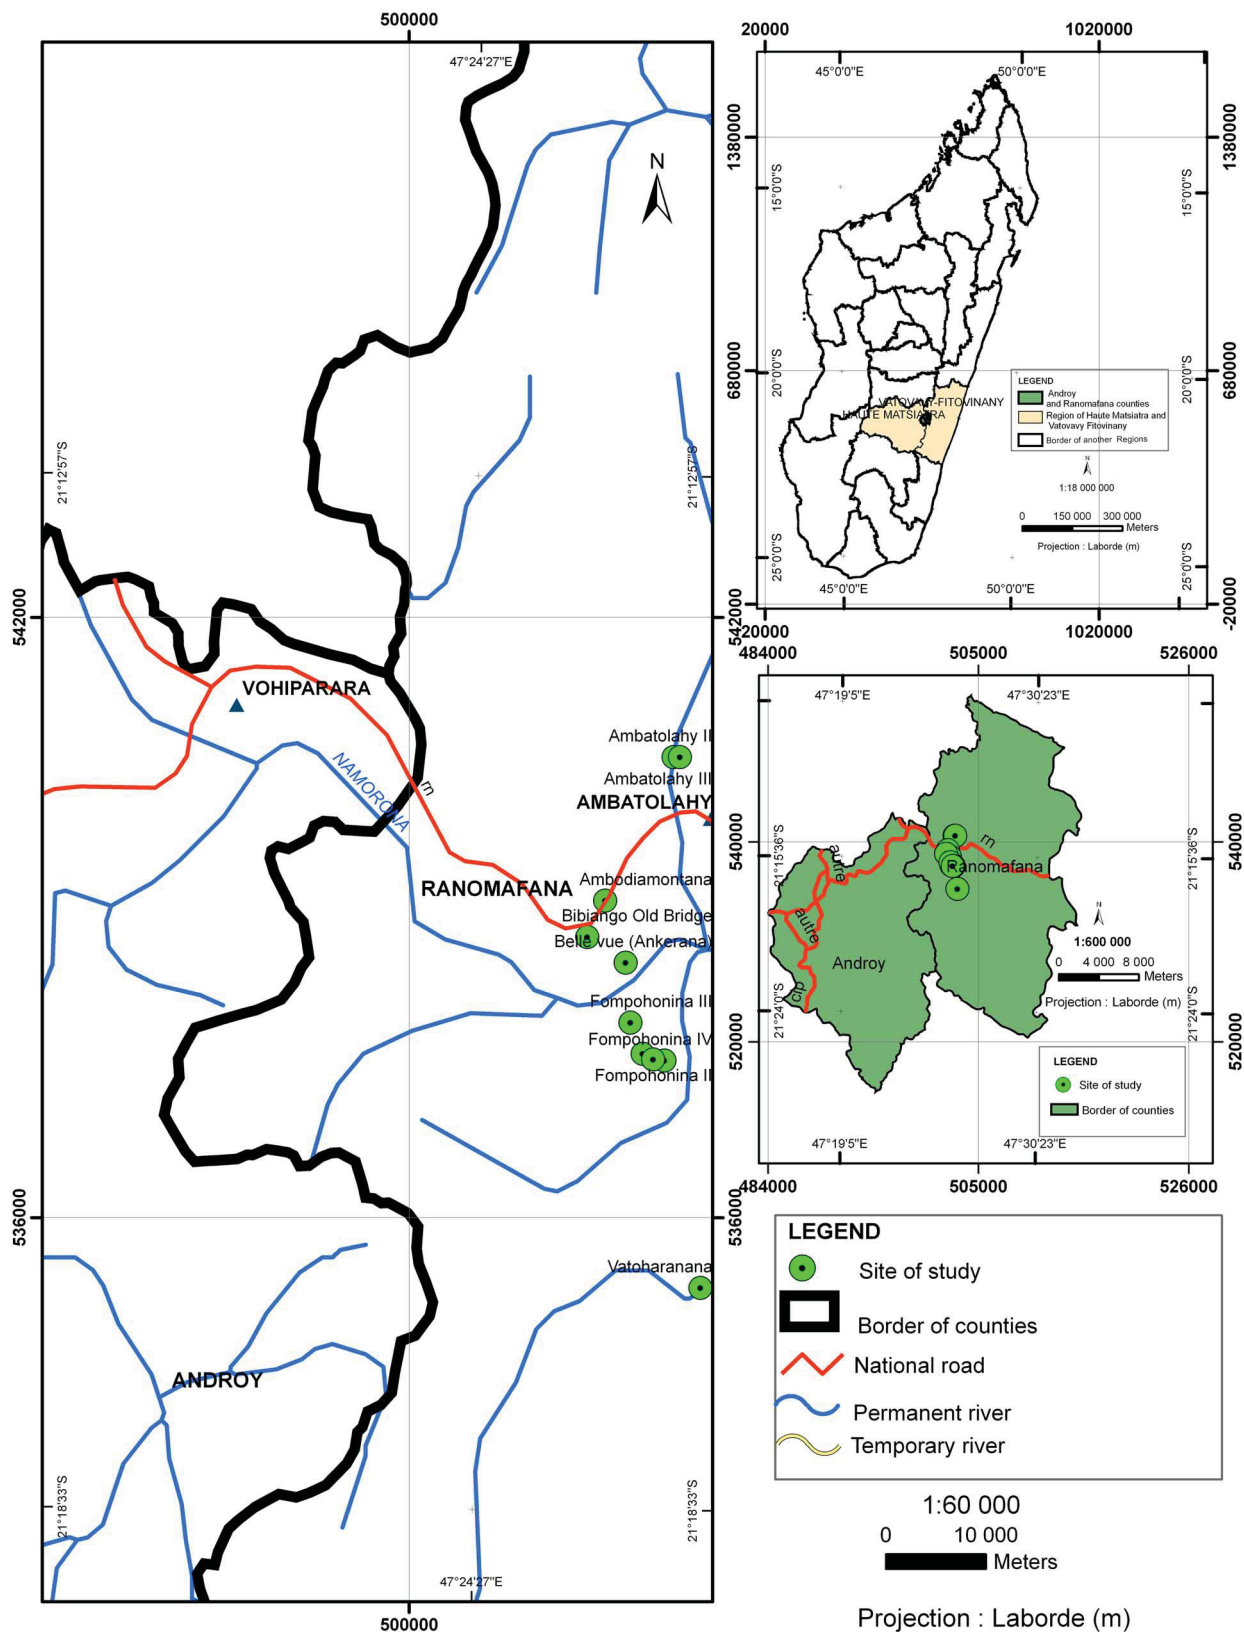 500000
47°24'27"E
N
21°12'57"S
21°12'57"S
542000
542000
VOHIPARARA
NAMORONA
rn
Ambatolahy II
Ambatolahy III
AMBATOLAHY
Ambodiamontana
RANOMAFANA
Bibiango Old Bridge
Belle vue (Ankerana)
Fompohonina III
Fompohonina IV
Fompohonina II
536000
536000
Vatoharanana
ANDROY
21°18'33"S
21°18'33"S
47°24'27"E
500000
20000
1020000
45°0'0"E
50°0'0"E
1380000
1380000
15°0'0"S
15°0'0"S
680000
680000
20°0'0"S
20°0'0"S
VATOVAVY-FITOVINANY
HAUTE MATSIATRA
LEGEND
Androy
and Ranomafana counties
Region of Haute Matsiatra and
Vatovavy Fitovinany
Border of another Regions
N
1:18 000 000
0 150 000 300 000
Meters
Projection : Laborde (m)
25°0'0"S
25°0'0"S
45°0'0"E
50°0'0"E
-20000
420000
1020000
484000
505000
526000
47°19'5"E
47°30'23"E
540000
540000
21°15'36"S
21°15'36"S
autre
rn
Ranomafana
autre
Androy
cip
N
1:600 000
0 4 000 8 000
Meters
Projection : Laborde (m)
21°24'0"S
21°24'0"S
520000
520000
LEGEND
Site of study
Border of counties
47°19'5"E
47°30'23"E
484000
505000
526000
LEGEND
Site of study
Border of counties
National road
Permanent river
Temporary river
1:60 000
0 10 000
Meters
Projection : Laborde (m)